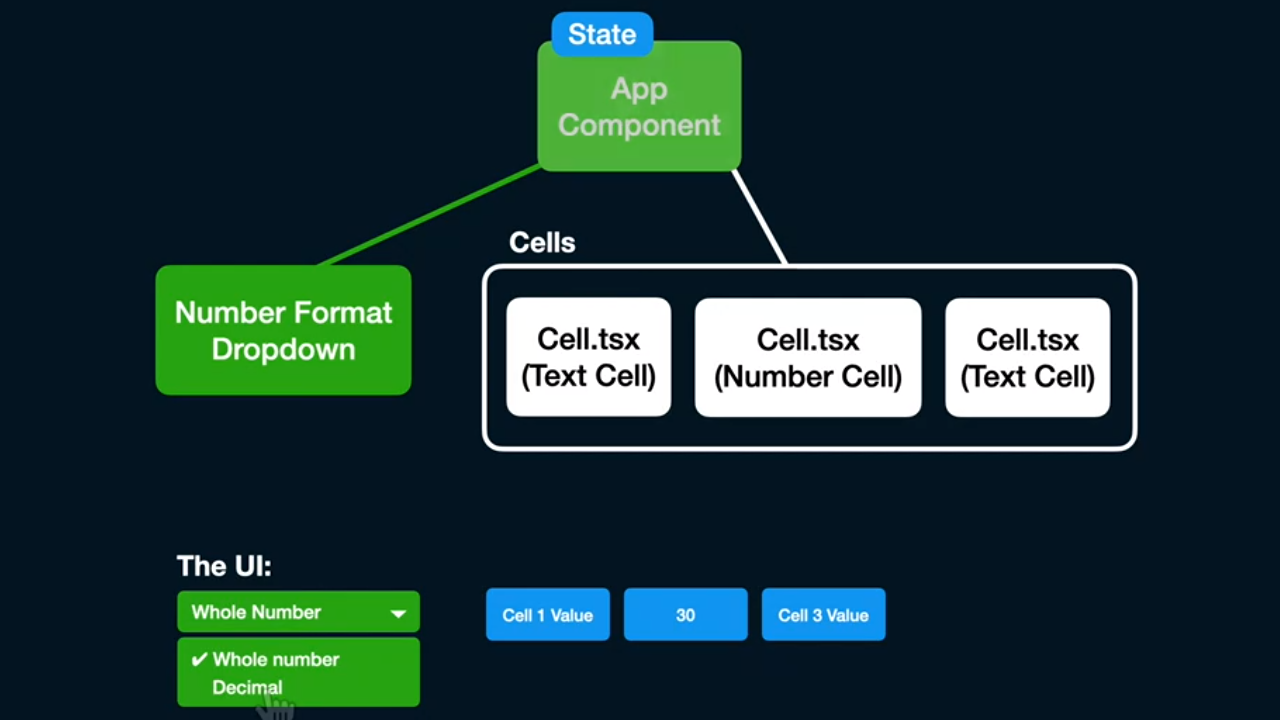 State
App
Component
Cells
Number Format
Dropdown
Cell.tsx
(Text Cell)
Cell.tsx
(Number Cell)
Cell.tsx
(Text Cell)
The UI:
Whole Number
✔ Whole number
Decimal
Cell 1 Value
30
Cell 3 Value